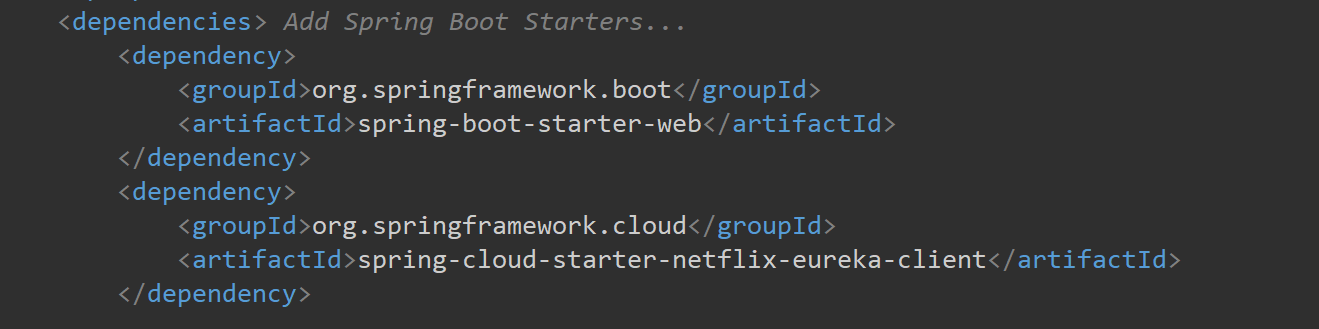 <dependencies> Add Spring Boot Starters...
<dependency>
<groupId>org.springframework.boot</groupId>
<artifactId>spring-boot-starter-web</artifactId>
</dependency>
<dependency>
<groupId>org.springframework.cloud</groupId>
<artifactId>spring-cloud-starter-netflix-eureka-client</artifactId>
</dependency>